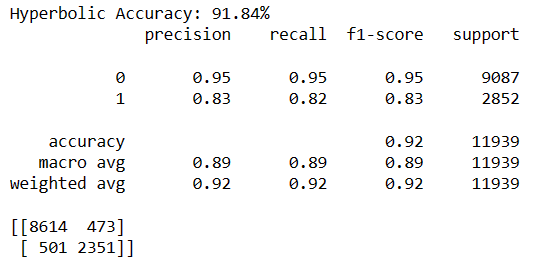 Hyperbolic Accuracy: 91.84%
precision recall f1-score support
0 0.95 0.95 0.95 9087
1 0.83 0.82 0.83 2852
accuracy 0.92 11939
macro avg 0.89 0.89 0.89 11939
weighted avg 0.92 0.92 0.92 11939
[[8614 473]
[ 501 2351]]